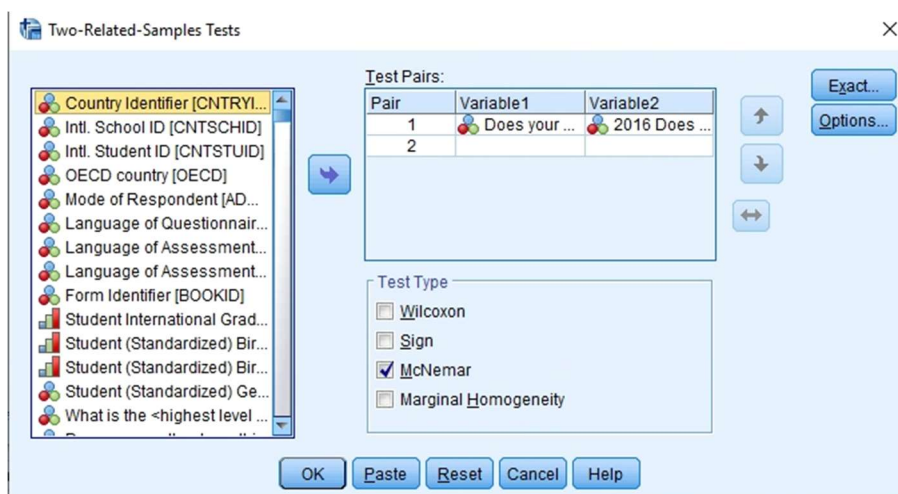 Two-Related-Samples Tests
Country Identifier [CNTRYI...
Intl. School ID [CNTSCHID]
Intl. Student ID [CNTSTUID]
OECD country [OECD]
Mode of Respondent [AD...
Language of Questionnair...
Language of Assessment...
Language of Assessment...
Form Identifier [BOOKID]
Student International Grad...
Student (Standardized) Bir...
Student (Standardized) Bir...
Student (Standardized) Ge...
What is the <highest level ...
Test Pairs:
Pair Variable1 Variable2
1 Does your ... 2016 Does ...
2
Test Type
Wilcoxon
Sign
McNemar
Marginal Homogeneity
Exact...
Options...
OK Paste Reset Cancel Help